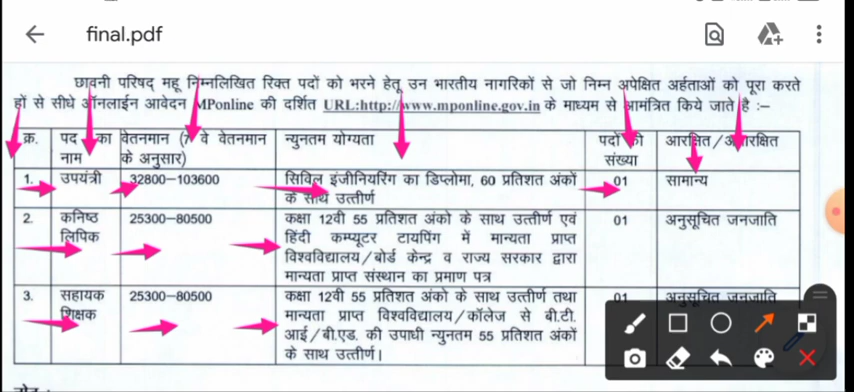 final.pdf
छावनी परिषद् महू निम्नलिखित रिक्त पदों को भरने हेतू उन भारतीय नागरिकों से जो निम्न अपेक्षित अर्हताओं को पूरा करते
हों से सीधे ऑनलाईन आवेदन MPonline की दर्शित URL:http://www.mponline.gov.in के माध्यम से आमंत्रित किये जाते है :–
क्र. पद का वेतनमान (7 वे वेतनमान न्युनतम योग्यता पदों की आरक्षित/अनारक्षित
नाम के अनुसार) संख्या
1. उपयंत्री 32800–103600 सिविल इंजीनियरिंग का डिप्लोमा, 60 प्रतिशत अंकों 01 सामान्य
के साथ उत्तीर्ण
2. कनिष्ठ 25300–80500 कक्षा 12वी 55 प्रतिशत अंको के साथ उत्तीर्ण एवं 01 अनुसूचित जनजाति
लिपिक हिंदी कम्प्यूटर टायपिंग में मान्यता प्राप्त
विश्वविद्यालय/बोर्ड केन्द्र व राज्य सरकार द्वारा
मान्यता प्राप्त संस्थान का प्रमाण पत्र
3. सहायक 25300–80500 कक्षा 12वी 55 प्रतिशत अंको के साथ उत्तीर्ण तथा 01 अनुसूचित जनजाति
शिक्षक मान्यता प्राप्त विश्वविद्यालय/कॉलेज से बी.टी.
आई/बी.एड. की उपाधी न्युनतम 55 प्रतिशत अंकों
के साथ उत्तीर्ण।